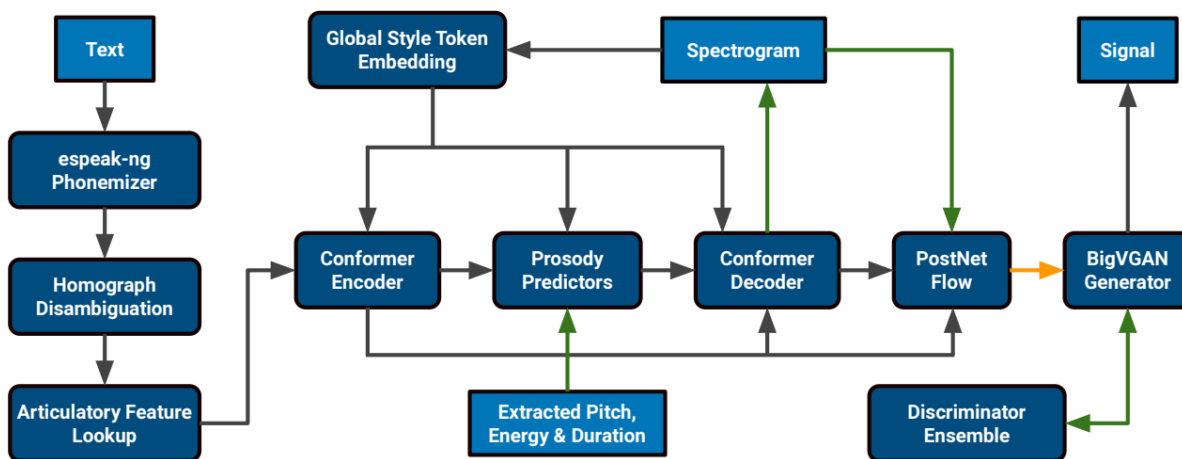 Text
espeak-ng
Phonemizer
Homograph
Disambiguation
Articulatory Feature
Lookup
Global Style Token
Embedding
Spectrogram
Signal
Conformer
Encoder
Prosody
Predictors
Conformer
Decoder
PostNet
Flow
BigVGAN
Generator
Extracted Pitch,
Energy & Duration
Discriminator
Ensemble